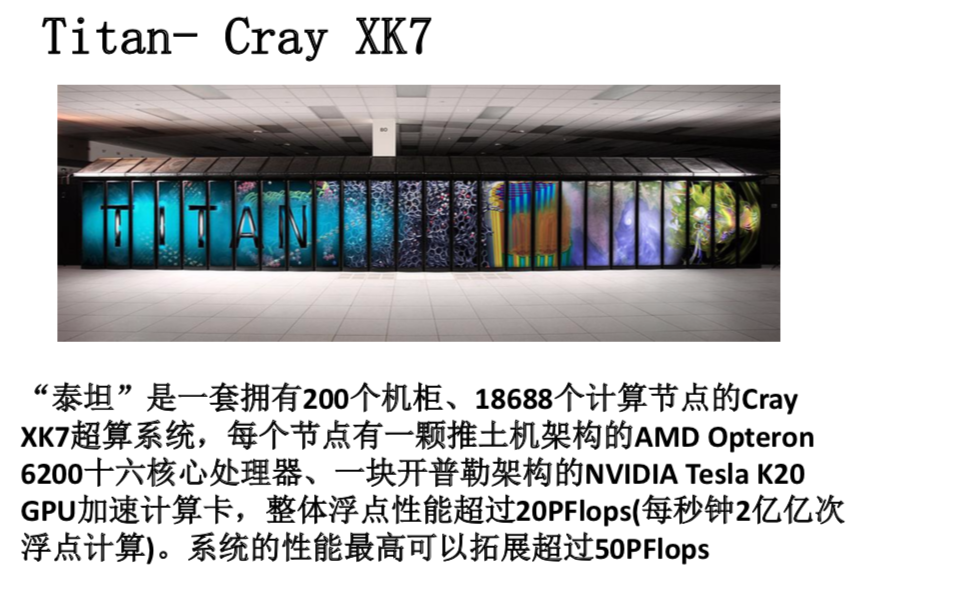 Titan- Cray XK7
TITAN
“泰坦”是一套拥有200个机柜、18688个计算节点的Cray
XK7超算系统，每个节点有一颗推土机架构的AMD Opteron
6200十六核心处理器、一块开普勒架构的NVIDIA Tesla K20
GPU加速计算卡，整体浮点性能超过20PFlops(每秒钟2亿亿次
浮点计算)。系统的性能最高可以拓展超过50PFlops